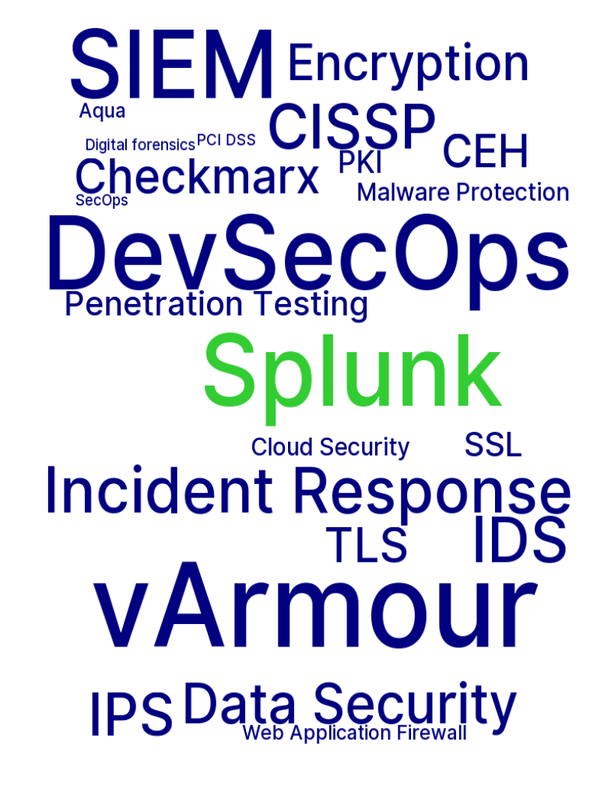 SIEM
Encryption
Aqua
CISSP
Digital forensics
PCI DSS
CEH
PKI
Checkmarx
Malware Protection
SecOps
DevSecOps
Penetration Testing
Splunk
Cloud Security
SSL
Incident Response
TLS
IDS
vArmour
IPS
Data Security
Web Application Firewall